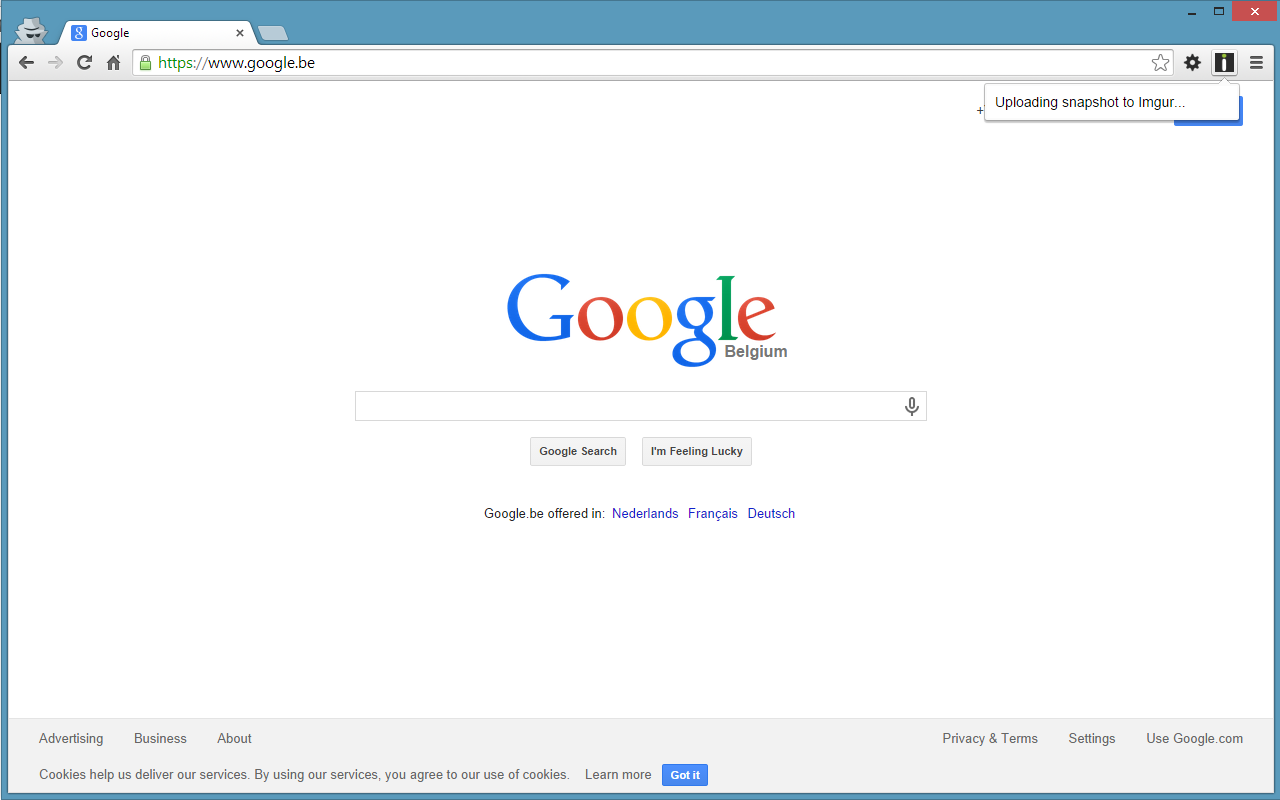 Google
https://www.google.be
Uploading snapshot to Imgur...
+
Google
Belgium
Google Search
I'm Feeling Lucky
Google.be offered in: Nederlands Français Deutsch
Advertising Business About Privacy & Terms Settings Use Google.com
Cookies help us deliver our services. By using our services, you agree to our use of cookies. Learn more Got it